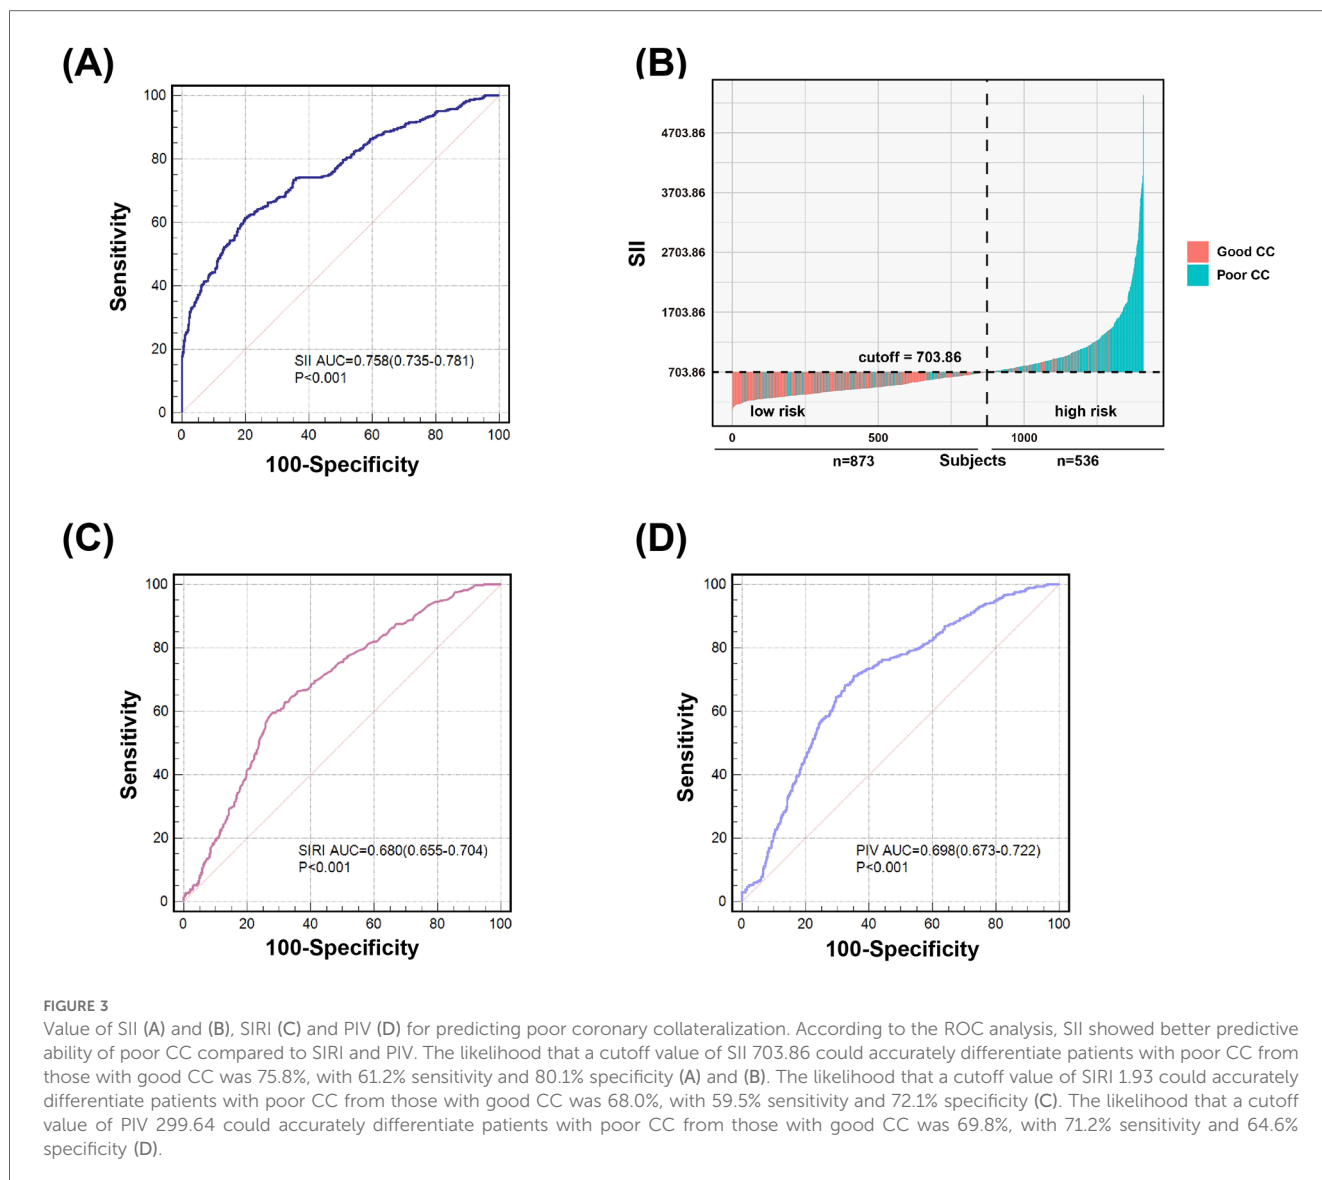 (A)
100
80
60
40
20
0
Sensitivity
SII AUC=0.758(0.735-0.781)
P<0.001
0 20 40 60 80 100
100-Specificity
(B)
4703.86
3703.86
2703.86
1703.86
703.86
SII
cutoff = 703.86
low risk
high risk
0 500 1000
n=873 Subjects n=536
Good CC
Poor CC
(C)
100
80
60
40
20
0
Sensitivity
SIRI AUC=0.680(0.655-0.704)
P<0.001
0 20 40 60 80 100
100-Specificity
(D)
100
80
60
40
20
0
Sensitivity
PIV AUC=0.698(0.673-0.722)
P<0.001
0 20 40 60 80 100
100-Specificity
FIGURE 3
Value of SII (A) and (B), SIRI (C) and PIV (D) for predicting poor coronary collateralization. According to the ROC analysis, SII showed better predictive
ability of poor CC compared to SIRI and PIV. The likelihood that a cutoff value of SII 703.86 could accurately differentiate patients with poor CC from
those with good CC was 75.8%, with 61.2% sensitivity and 80.1% specificity (A) and (B). The likelihood that a cutoff value of SIRI 1.93 could accurately
differentiate patients with poor CC from those with good CC was 68.0%, with 59.5% sensitivity and 72.1% specificity (C). The likelihood that a cutoff
value of PIV 299.64 could accurately differentiate patients with poor CC from those with good CC was 69.8%, with 71.2% sensitivity and 64.6%
specificity (D).